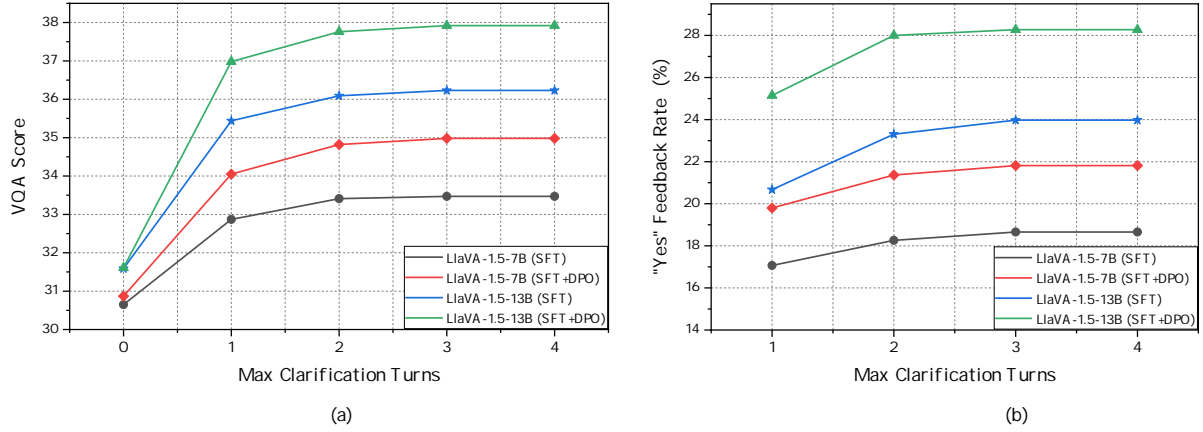 38
37
36
35
34
33
32
31
30
VQA Score
0 1 2 3 4
Max Clarification Turns
LlaVA-1.5-7B (SFT)
LlaVA-1.5-7B (SFT+DPO)
LlaVA-1.5-13B (SFT)
LlaVA-1.5-13B (SFT+DPO)
(a)
28
26
24
22
20
18
16
14
"Yes" Feedback Rate (%)
1 2 3 4
Max Clarification Turns
LlaVA-1.5-7B (SFT)
LlaVA-1.5-7B (SFT+DPO)
LlaVA-1.5-13B (SFT)
LlaVA-1.5-13B (SFT+DPO)
(b)